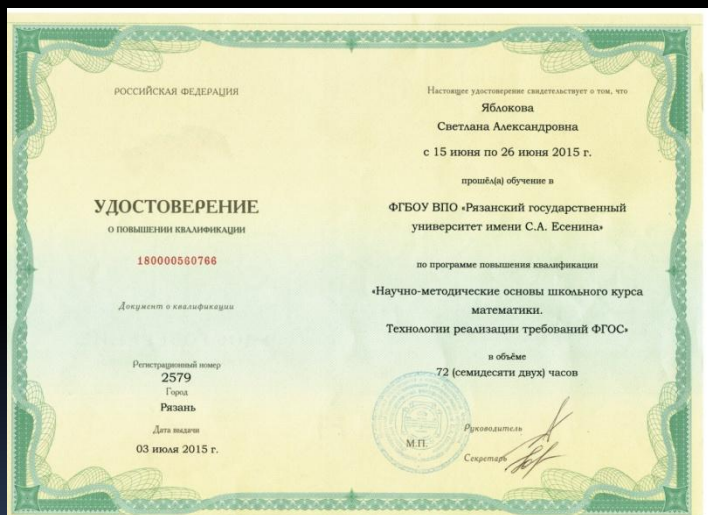 РОССИЙСКАЯ ФЕДЕРАЦИЯ
УДОСТОВЕРЕНИЕ
О ПОВЫШЕНИИ КВАЛИФИКАЦИИ
180000560766
Документ о квалификации
Регистрационный номер
2579
Город
Рязань
Дата выдачи
03 июля 2015 г.
Настоящее удостоверение свидетельствует о том, что
Яблокова
Светлана Александровна
с 15 июня по 26 июня 2015 г.
прошёл(а) обучение в
ФГБОУ ВПО «Рязанский государственный
университет имени С.А. Есенина»
по программе повышения квалификации
«Научно-методические основы школьного курса
математики.
Технологии реализации требований ФГОС»
в объёме
72 (семидесяти двух) часов
М.П.
Руководитель
Секретарь